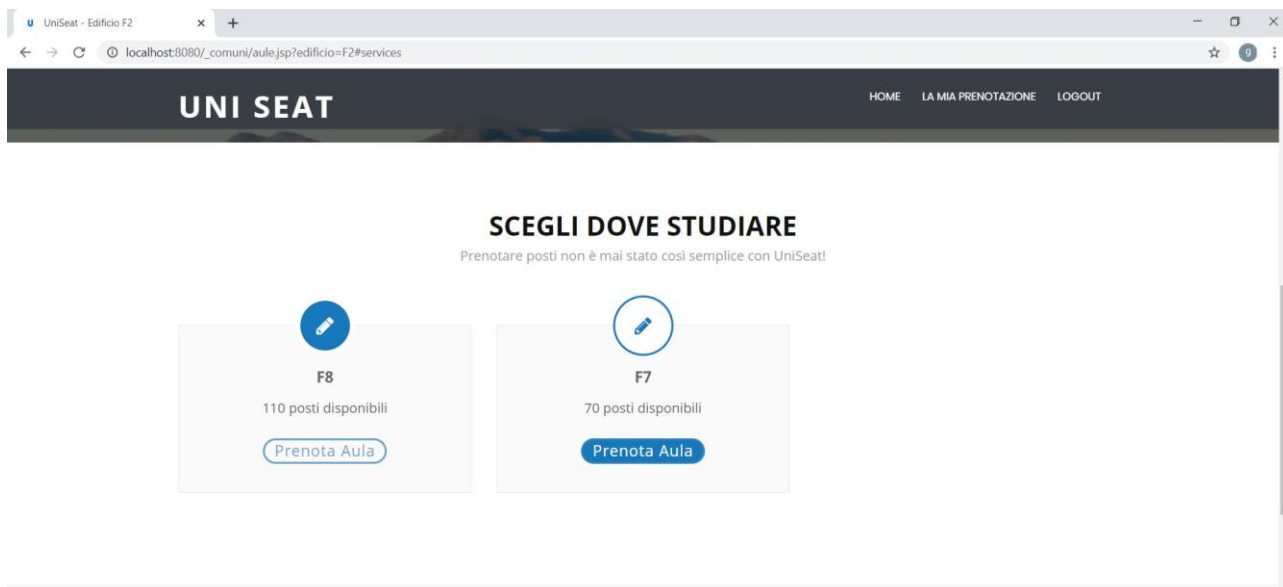 U UniSeat - Edificio F2
localhost:8080/_comuni/aule.jsp?edificio=F2#services
g
UNI SEAT
HOME LA MIA PRENOTAZIONE LOGOUT
SCEGLI DOVE STUDIARE
Prenotare posti non è mai stato così semplice con UniSeat!
F8
110 posti disponibili
Prenota Aula
F7
70 posti disponibili
Prenota Aula